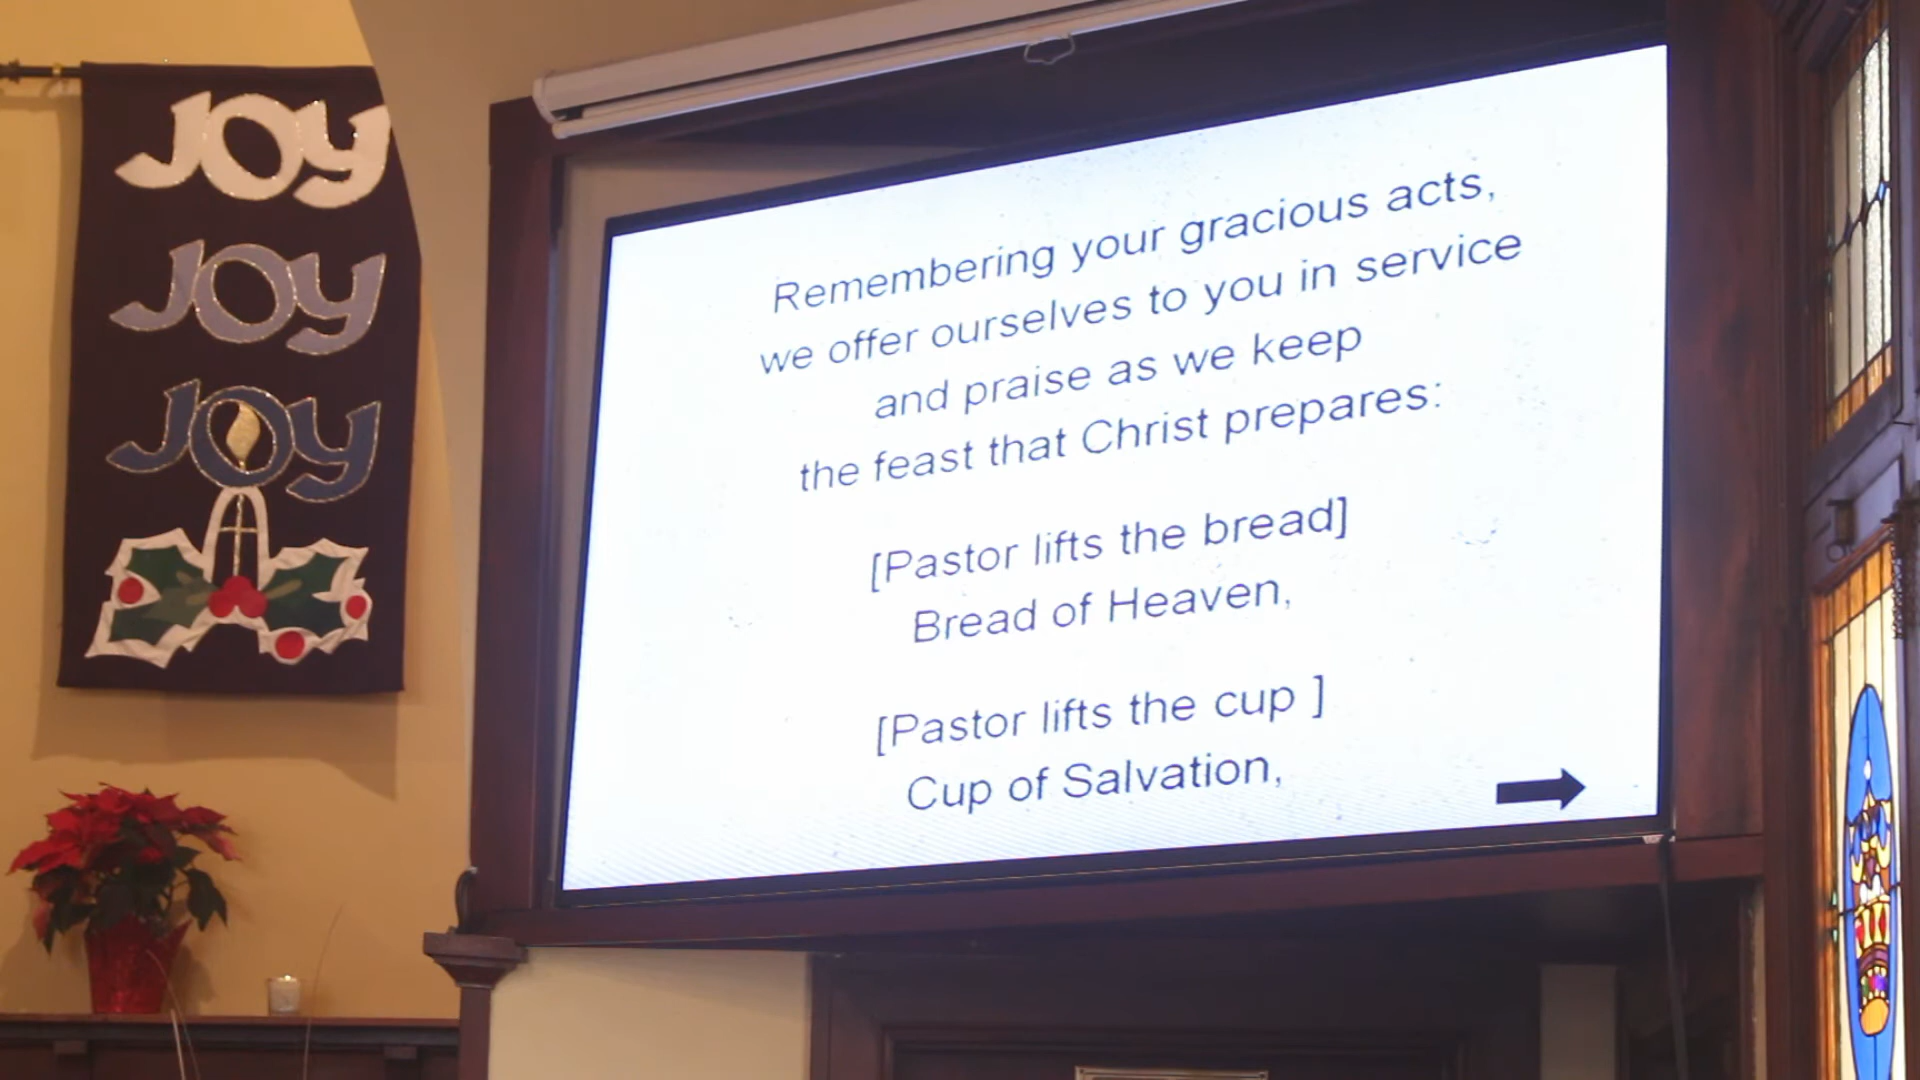 JOY
JOY
JOY
Remembering your gracious acts,
we offer ourselves to you in service
and praise as we keep
the feast that Christ prepares:
[Pastor lifts the bread]
Bread of Heaven,
[Pastor lifts the cup ]
Cup of Salvation,